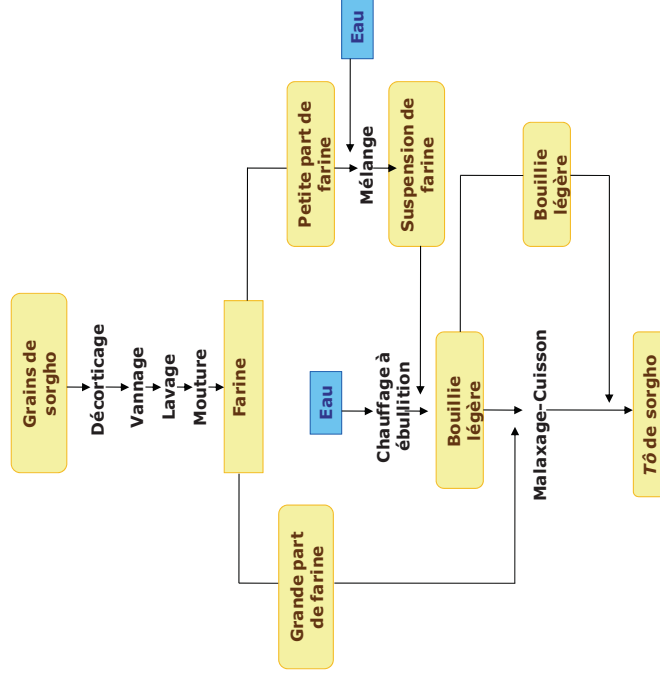 Grains de
sorgho
Décorticage
Vannage
Lavage
Mouture
Farine
Petite part de
farine
Eau
Mélange
Suspension de
farine
Grande part
de farine
Eau
Chauffage à
ébullition
Bouillie
légère
Bouillie
légère
Malaxage-Cuisson
Tô de sorgho